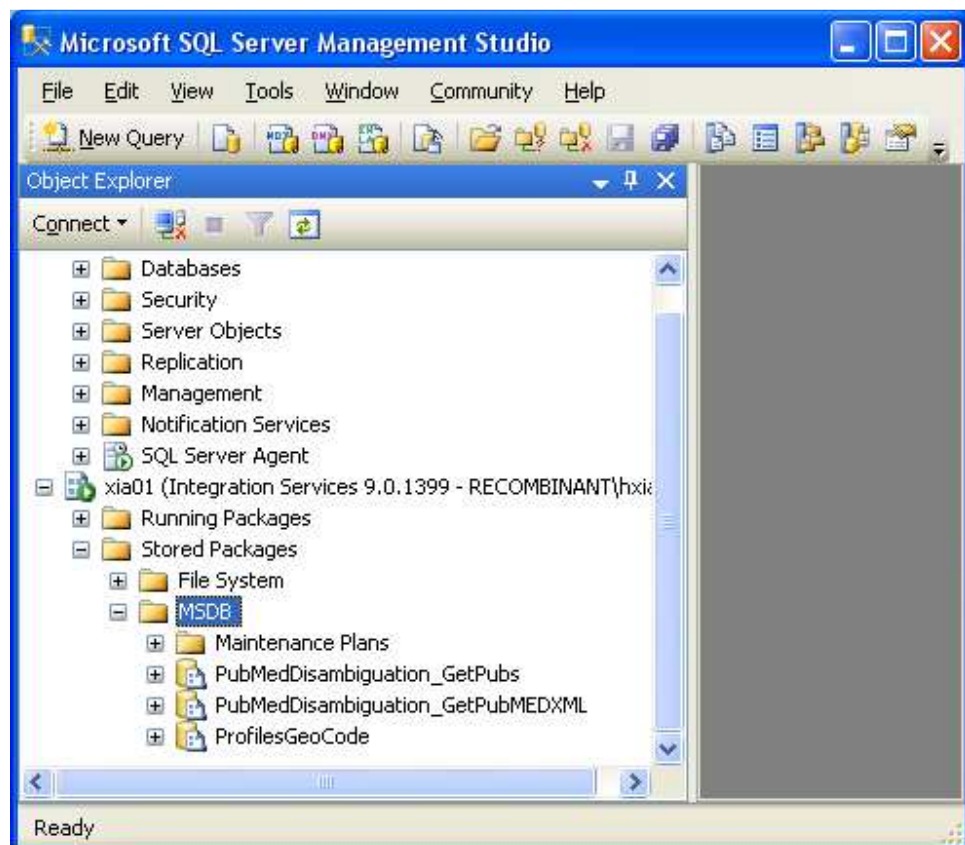 Microsoft SQL Server Management Studio
File Edit View Tools Window Community Help
New Query
Object Explorer
Connect
Databases
Security
Server Objects
Replication
Management
Notification Services
SQL Server Agent
xia01 (Integration Services 9.0.1399 - RECOMBINANT\hxia
Running Packages
Stored Packages
File System
MSDB
Maintenance Plans
PubMedDisambiguation_GetPubs
PubMedDisambiguation_GetPubMEDXML
ProfilesGeoCode
Ready